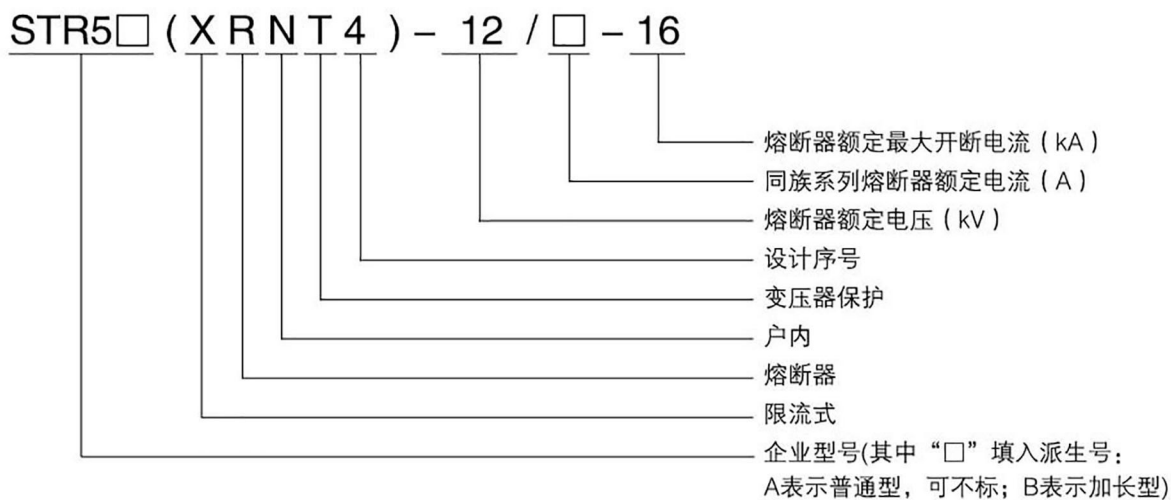 STR5□(XRNT4)-12/□-16
熔断器额定最大开断电流(kA)
同族系列熔断器额定电流(A)
熔断器额定电压(kV)
设计序号
变压器保护
户内
熔断器
限流式
企业型号(其中“□”填入派生号：
A表示普通型，可不标；B表示加长型)